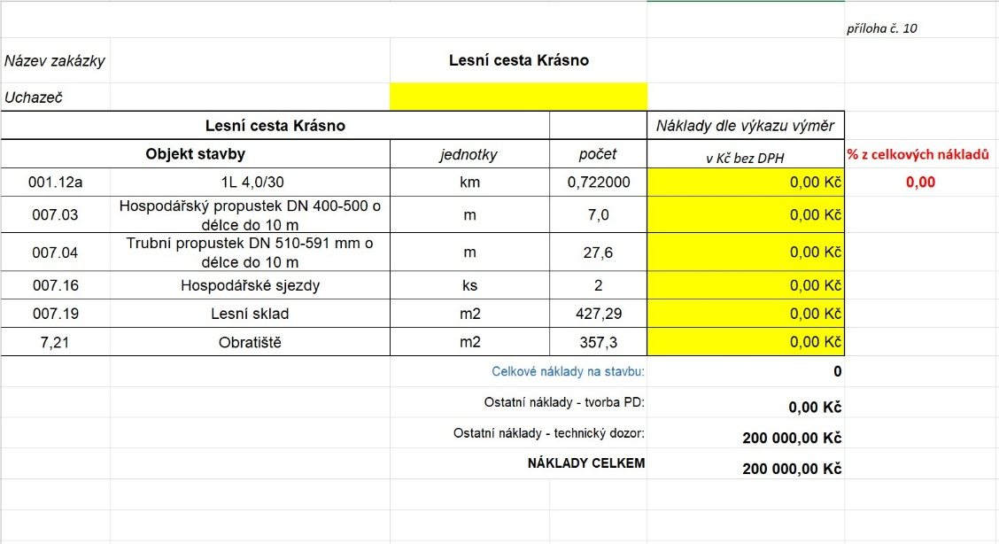 příloha č. 10
Název zakázky Lesní cesta Krásno
Uchazeč
Lesní cesta Krásno Náklady dle výkazu výměr
Objekt stavby jednotky počet v Kč bez DPH % z celkových nákladů
001.12a 1L 4,0/30 km 0,722000 0,00 Kč 0,00
007.03 Hospodářský propustek DN 400-500 o
délce do 10 m m 7,0 0,00 Kč
007.04 Trubní propustek DN 510-591 mm o
délce do 10 m m 27,6 0,00 Kč
007.16 Hospodářské sjezdy ks 2 0,00 Kč
007.19 Lesní sklad m2 427,29 0,00 Kč
7,21 Obratiště m2 357,3 0,00 Kč
Celkové náklady na stavbu: 0
Ostatní náklady - tvorba PD: 0,00 Kč
Ostatní náklady - technický dozor: 200 000,00 Kč
NÁKLADY CELKEM 200 000,00 Kč